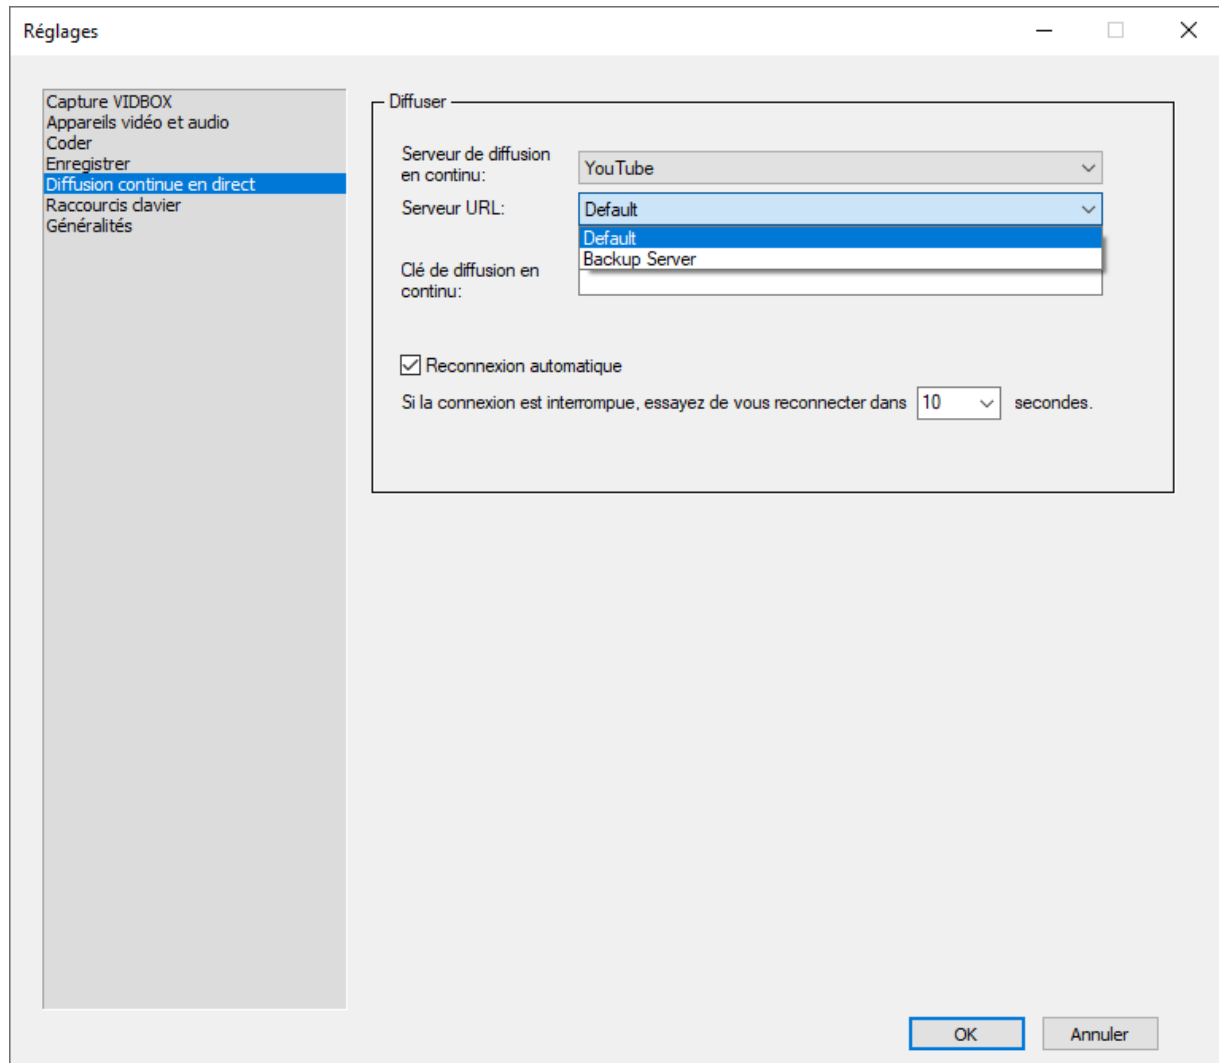 Réglages
Capture VIDBOX
Appareils vidéo et audio
Coder
Enregistrer
Diffusion continue en direct
Raccourcis clavier
Généralités
Diffuser
Serveur de diffusion
en continu:
YouTube
Serveur URL:
Default
Default
Backup Server
Clé de diffusion en
continu:
Reconnexion automatique
Si la connexion est interrompue, essayez de vous reconnecter dans 10 secondes.
OK
Annuler